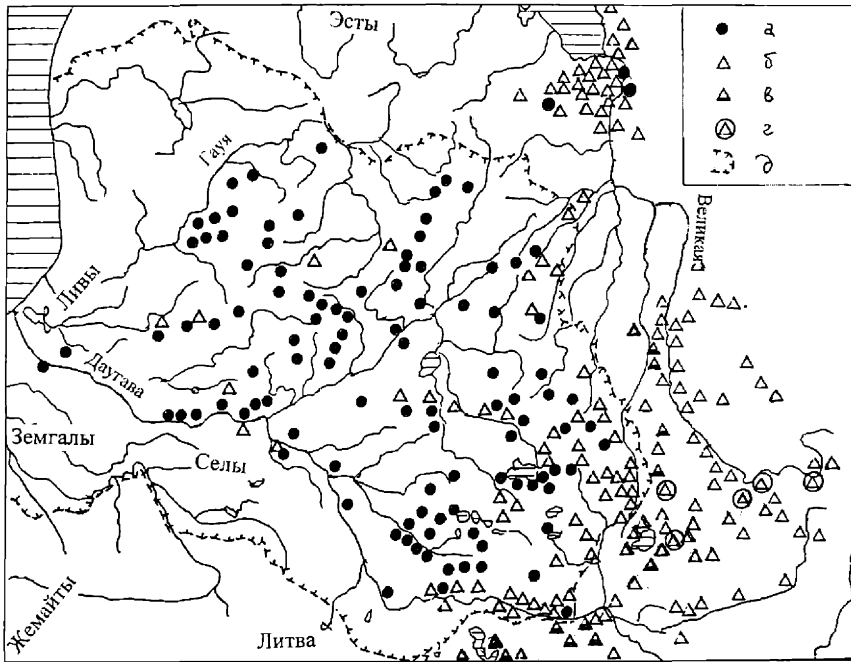 Эсты
а
б
в
г
д
Гауя
Великая
Ливы
Даугава
Земгалы
Селы
Жемайты
Литва